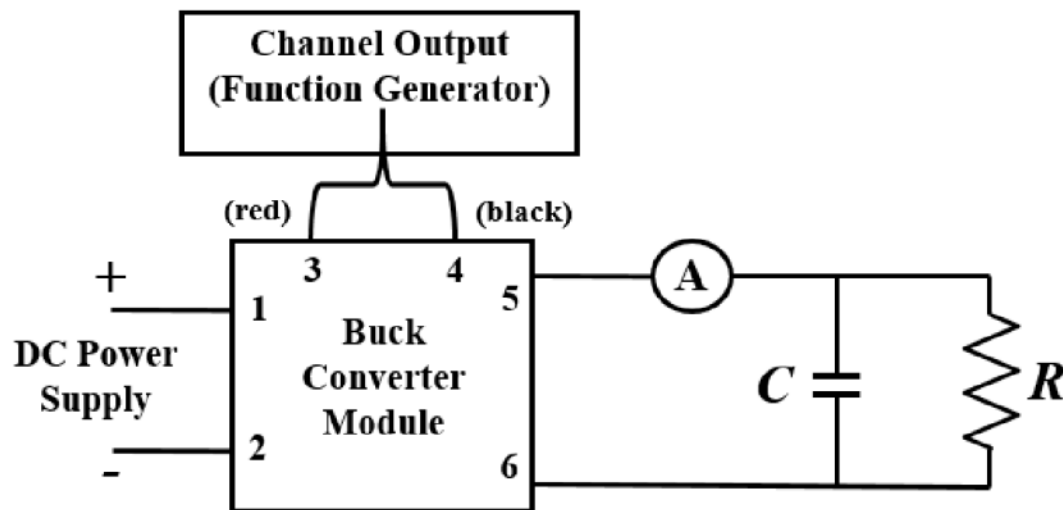 Channel Output
(Function Generator)
(red)
(black)
3
4
+
1
5
A
DC Power
Supply
Buck
Converter
Module
C
R
-
2
6